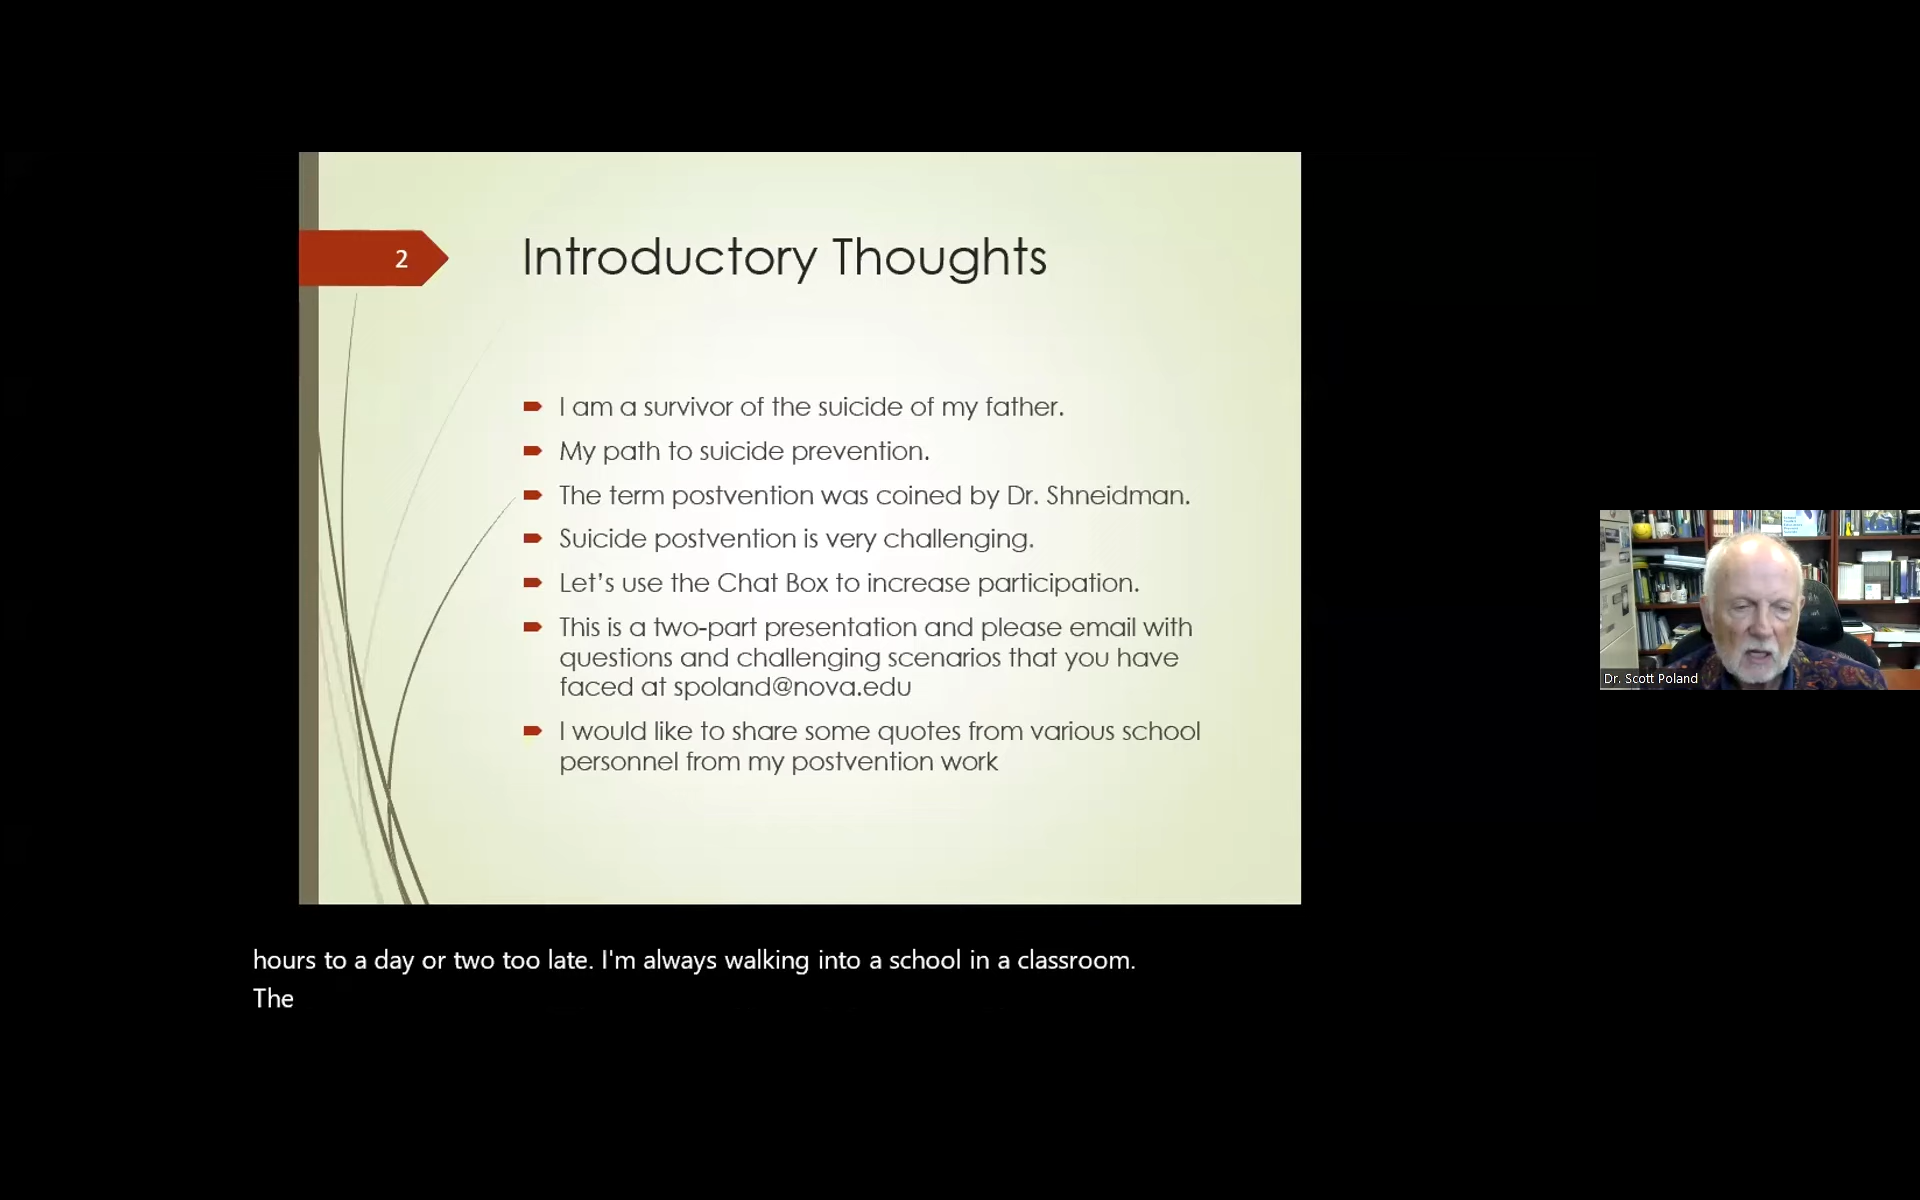 2
Introductory Thoughts
I am a survivor of the suicide of my father.
My path to suicide prevention.
The term postvention was coined by Dr. Shneidman.
Suicide postvention is very challenging.
Let’s use the Chat Box to increase participation.
This is a two-part presentation and please email with
questions and challenging scenarios that you have
faced at spoland@nova.edu
I would like to share some quotes from various school
personnel from my postvention work
Dr. Scott Poland
hours to a day or two too late. I'm always walking into a school in a classroom.
The